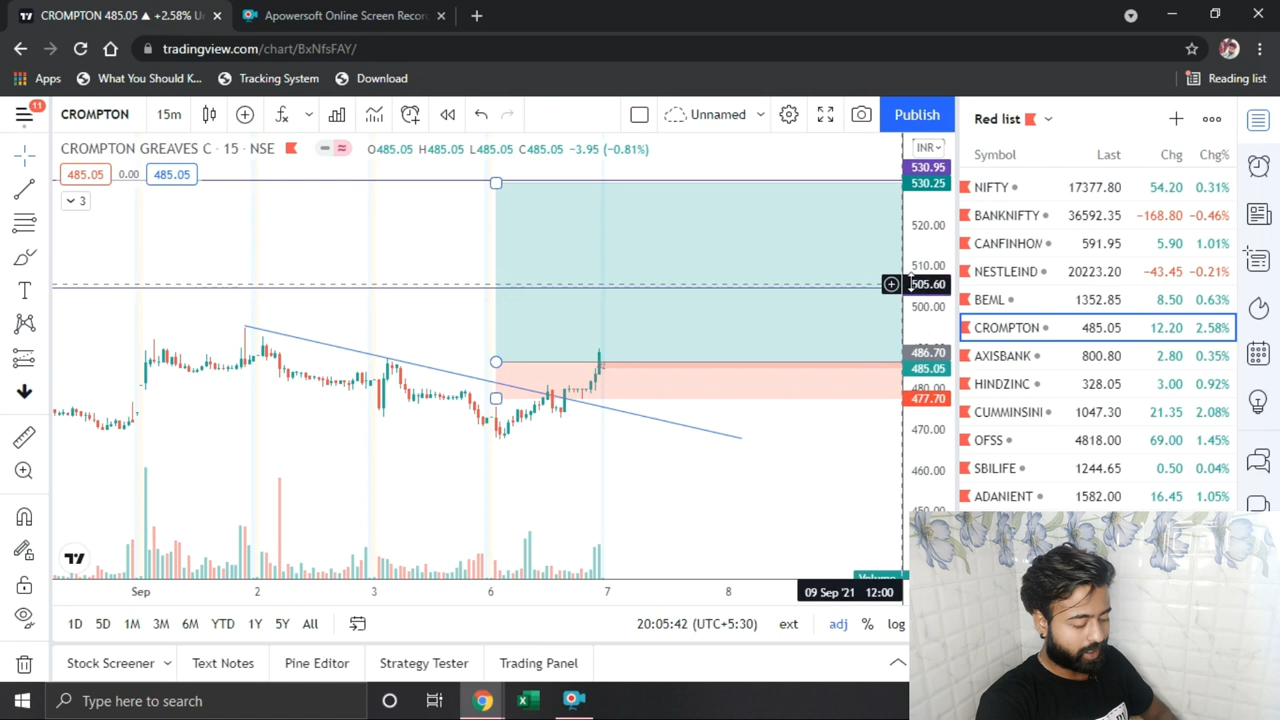 CROMPTON 485.05 ▲ +2.58% U
Apowersoft Online Screen Recor
tradingview.com/chart/BxNfsFAY/
Apps
What You Should K...
Tracking System
Download
Reading list
11
CROMPTON
15m
Unnamed
Publish
Red list
CROMPTON GREAVES C · 15 · NSE
O485.05 H485.05 L485.05 C485.05 −3.95 (−0.81%)
INR
485.05
0.00
485.05
3
530.95
530.25
520.00
510.00
505.60
500.00
486.70
485.05
480.00
477.70
470.00
460.00
Symbol Last Chg Chg%
NIFTY 17377.80 54.20 0.31%
BANKNIFTY 36592.35 −168.80 −0.46%
CANFINHOM 591.95 5.90 1.01%
NESTLEIND 20223.20 −43.45 −0.21%
BEML 1352.85 8.50 0.63%
CROMPTON 485.05 12.20 2.58%
AXISBANK 800.80 2.80 0.35%
HINDZINC 328.05 3.00 0.92%
CUMMINSINI 1047.30 21.35 2.08%
OFSS 4818.00 69.00 1.45%
SBILIFE 1244.65 0.50 0.04%
ADANIENT 1582.00 16.45 1.05%
Volume
Sep 2 3 6 7 8 09 Sep '21 12:00
1D 5D 1M 3M 6M YTD 1Y 5Y All
20:05:42 (UTC+5:30) ext adj % log
Stock Screener Text Notes Pine Editor Strategy Tester Trading Panel
Type here to search